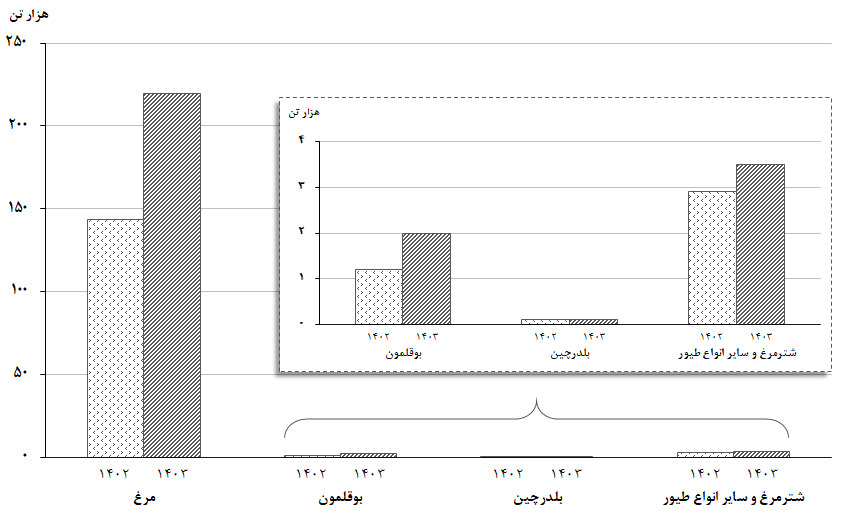 هزار تن
۲۵۰
۲۰۰
۱۵۰
۱۰۰
۵۰
۰
هزار تن
۴
۳
۲
۱
۰
۱۴۰۲ ۱۴۰۳ ۱۴۰۲ ۱۴۰۳ ۱۴۰۲ ۱۴۰۳
بوقلمون بلدرچین شترمرغ و سایر انواع طیور
۱۴۰۲ ۱۴۰۳ ۱۴۰۲ ۱۴۰۳ ۱۴۰۲ ۱۴۰۳ ۱۴۰۲ ۱۴۰۳
مرغ بوقلمون بلدرچین شترمرغ و سایر انواع طیور